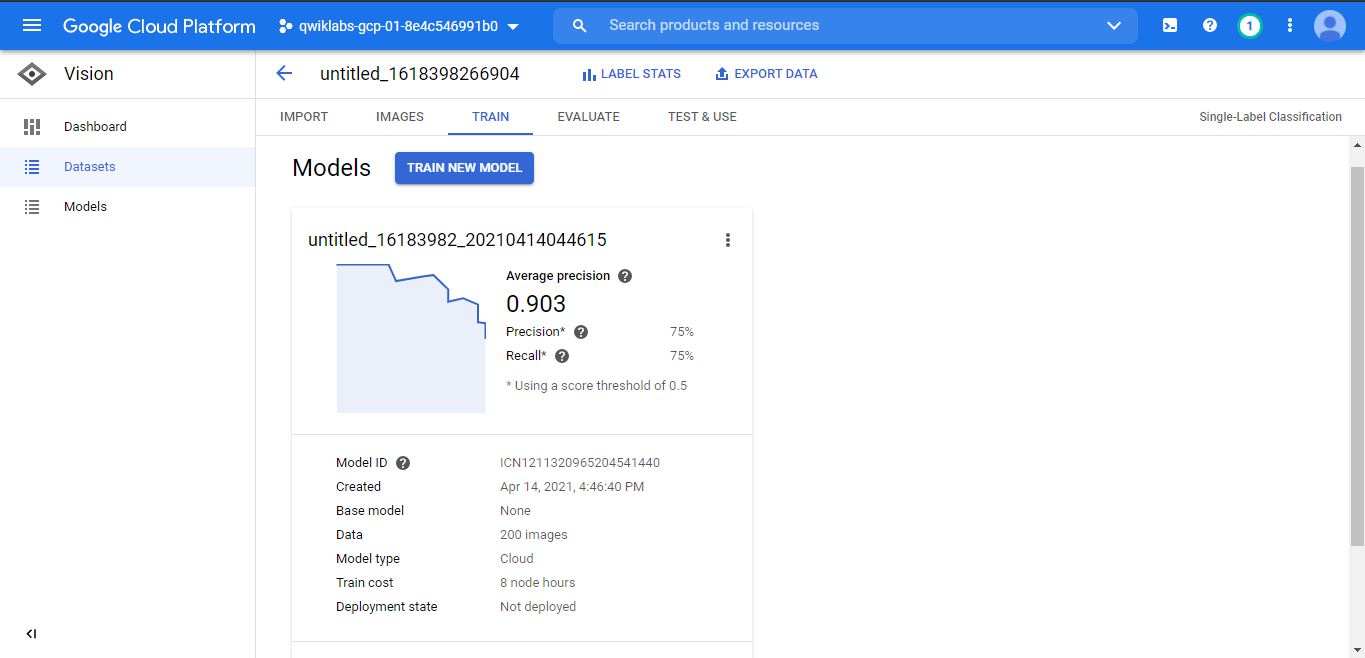 Google Cloud Platform qwiklabs-gcp-01-8e4c546991b0 Search products and resources 1
Vision
untitled_1618398266904 LABEL STATS EXPORT DATA
Dashboard
Datasets
Models
IMPORT IMAGES TRAIN EVALUATE TEST & USE Single-Label Classification
Models TRAIN NEW MODEL
untitled_16183982_20210414044615
Average precision
0.903
Precision* 75%
Recall* 75%
* Using a score threshold of 0.5
Model ID ICN1211320965204541440
Created Apr 14, 2021, 4:46:40 PM
Base model None
Data 200 images
Model type Cloud
Train cost 8 node hours
Deployment state Not deployed